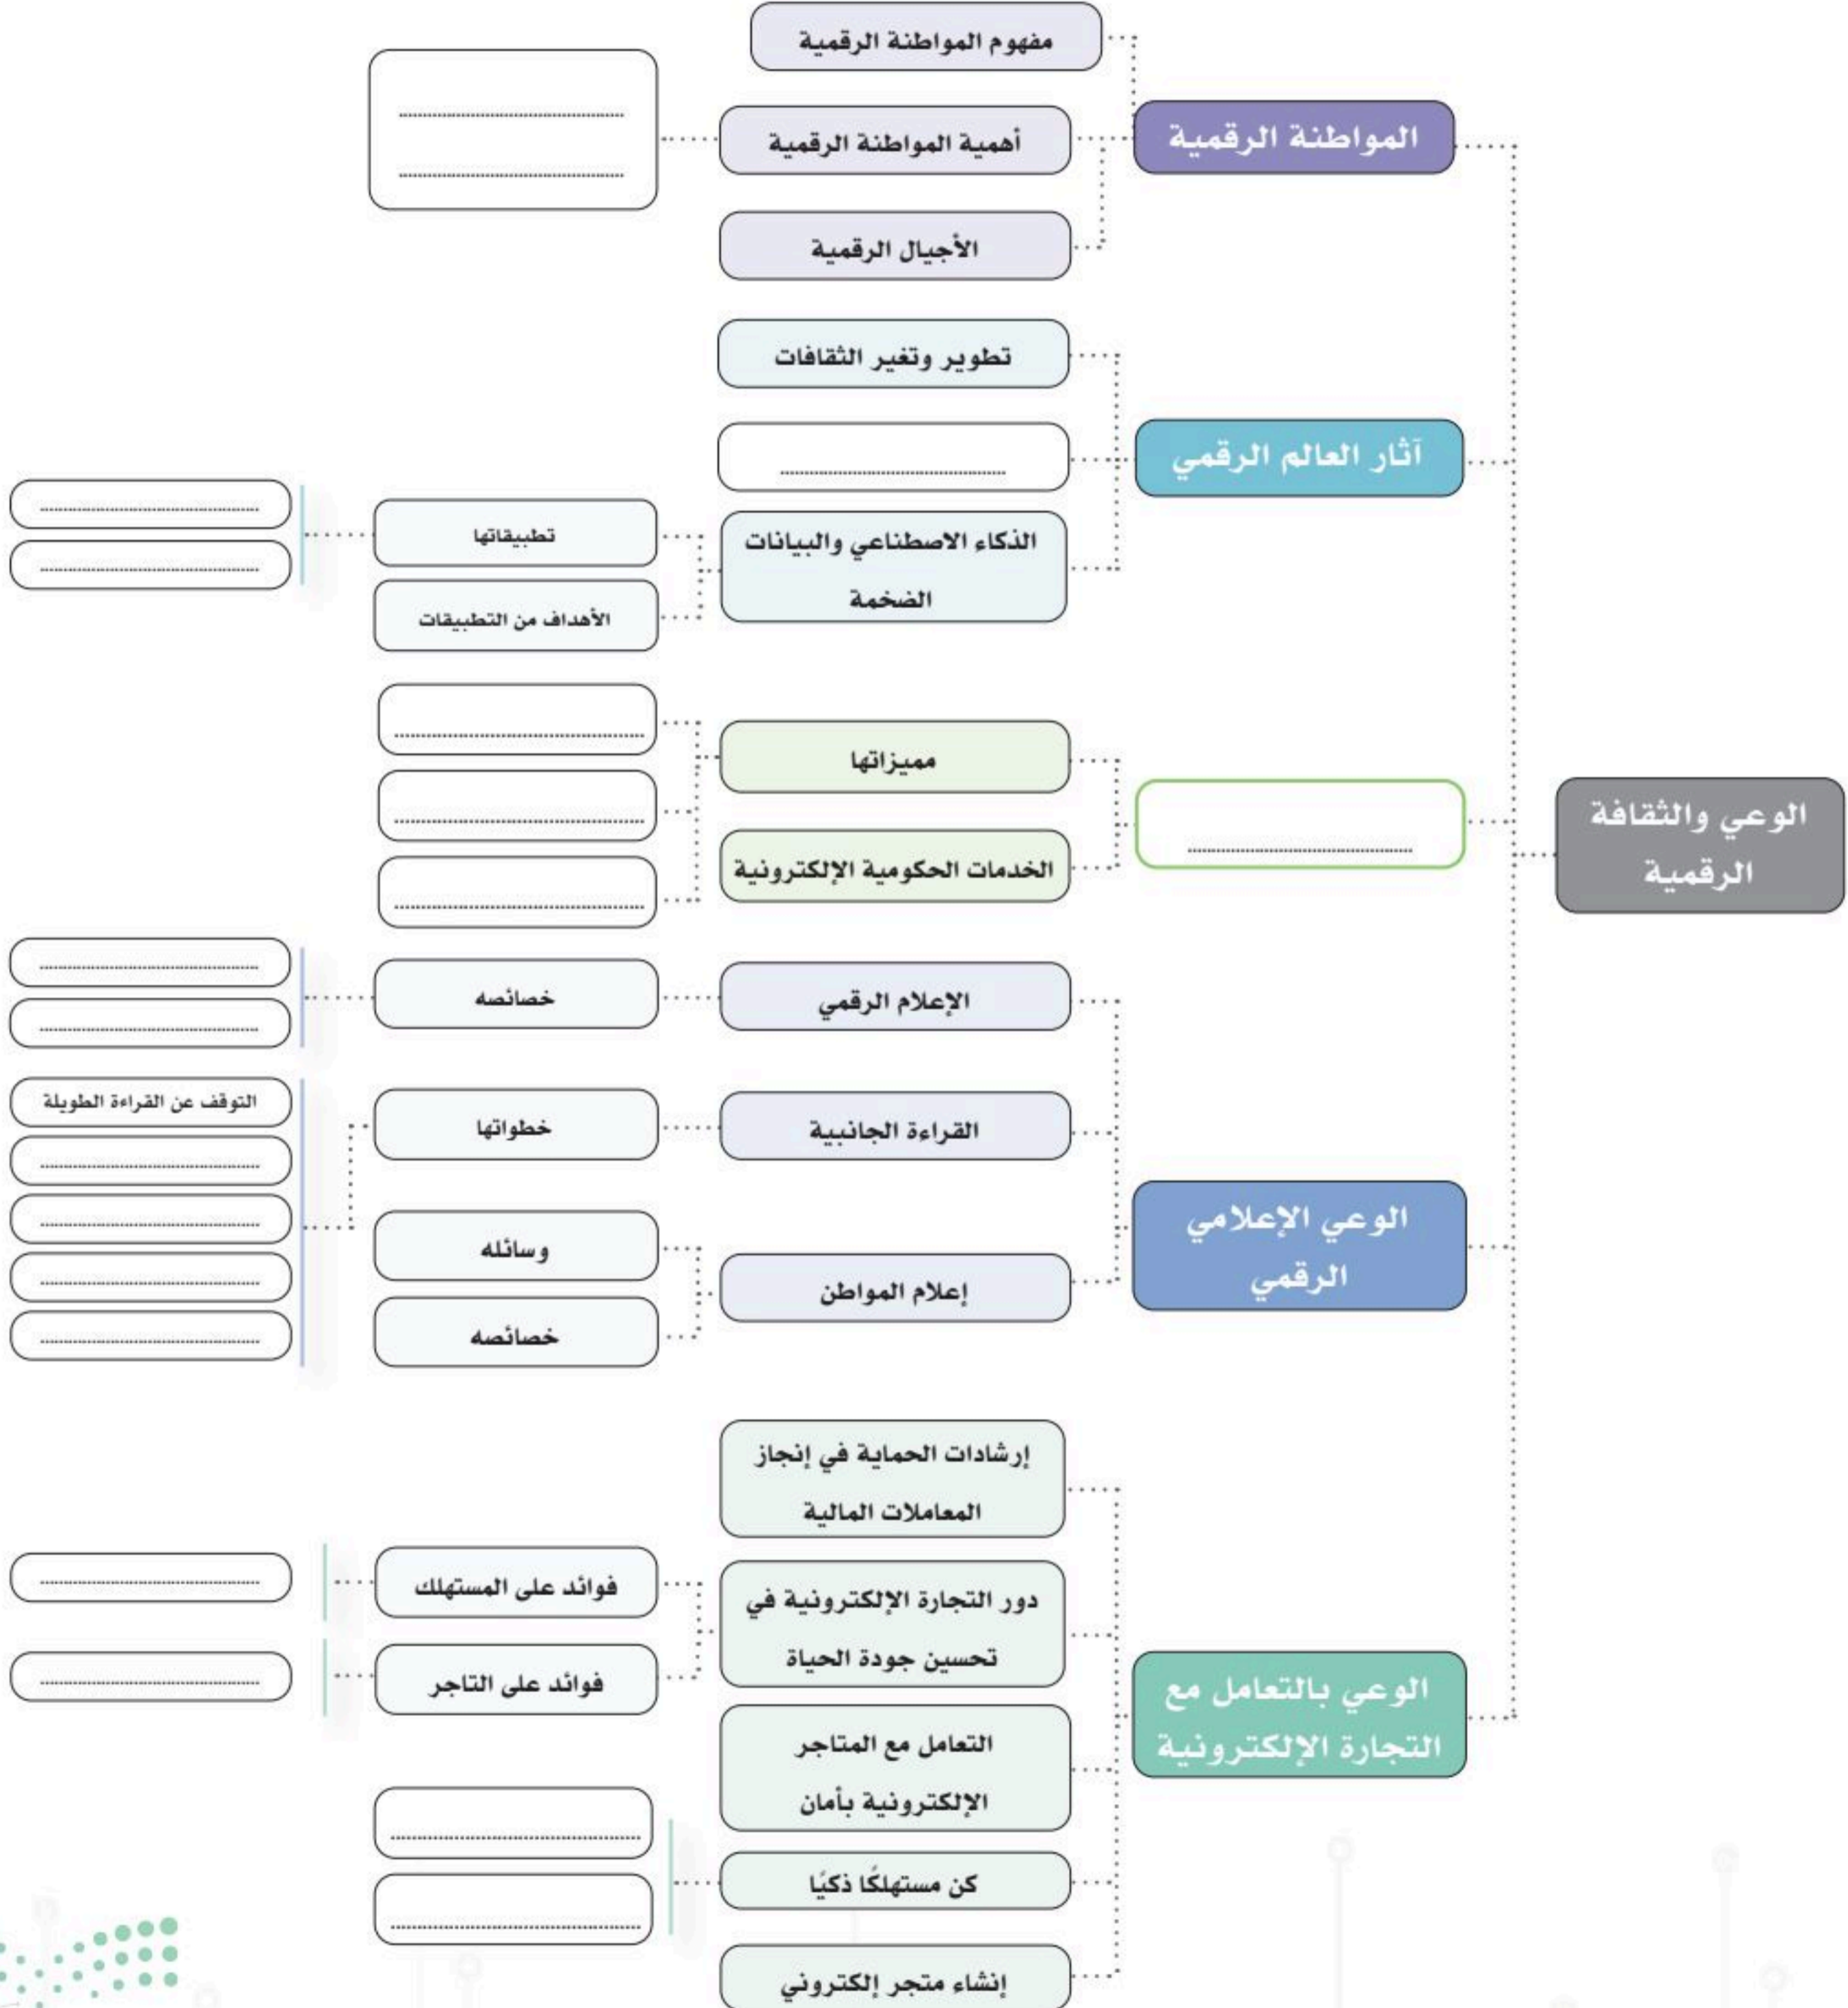 الوعي والثقافة
الرقمية
المواطنة الرقمية
مفهوم المواطنة الرقمية
أهمية المواطنة الرقمية
الأجيال الرقمية
آثار العالم الرقمي
تطوير وتغير الثقافات
الذكاء الاصطناعي والبيانات
الضخمة
تطبيقاتها
الأهداف من التطبيقات
مميزاتها
الخدمات الحكومية الإلكترونية
الوعي الإعلامي
الرقمي
الإعلام الرقمي
خصائصه
القراءة الجانبية
خطواتها
التوقف عن القراءة الطويلة
إعلام المواطن
وسائله
خصائصه
الوعي بالتعامل مع
التجارة الإلكترونية
إرشادات الحماية في إنجاز
المعاملات المالية
دور التجارة الإلكترونية في
تحسين جودة الحياة
فوائد على المستهلك
فوائد على التاجر
التعامل مع المتاجر
الإلكترونية بأمان
كن مستهلكًا ذكيًا
إنشاء متجر إلكتروني